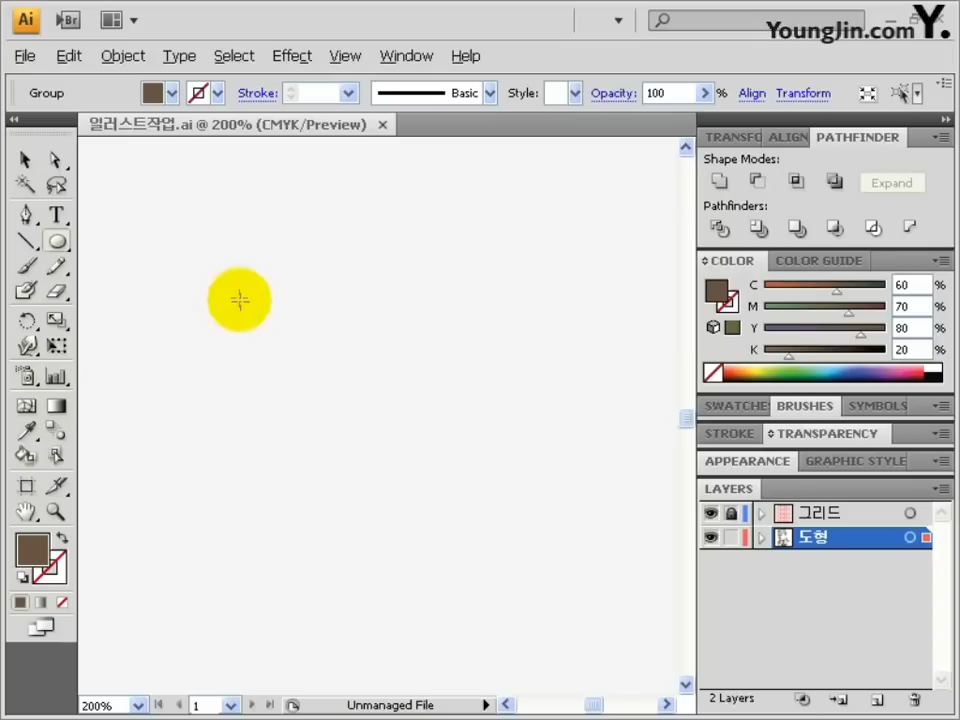 Ai Br
YoungJin.com Y.
File Edit Object Type Select Effect View Window Help
Group Stroke: Basic Style: Opacity: 100 % Align Transform
일러스트작업.ai @ 200% (CMYK/Preview)
TRANSFC ALIGN PATHFINDER
Shape Modes:
Expand
Pathfinders:
COLOR COLOR GUIDE
C 60 %
M 70 %
Y 80 %
K 20 %
SWATCHE BRUSHES SYMBOLS
STROKE TRANSPARENCY
APPEARANCE GRAPHIC STYLE
LAYERS
그리드
도형
2 Layers
200% 1 Unmanaged File